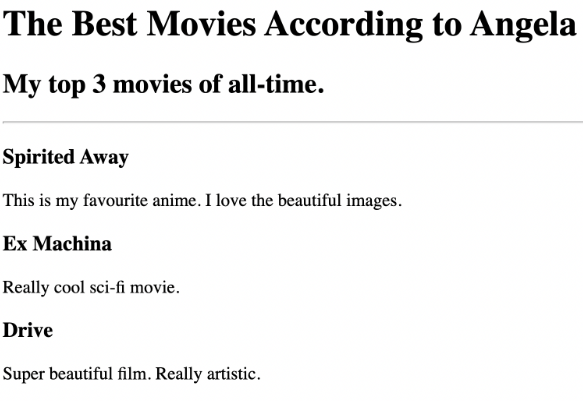 The Best Movies According to Angela
My top 3 movies of all-time.
Spirited Away
This is my favourite anime. I love the beautiful images.
Ex Machina
Really cool sci-fi movie.
Drive
Super beautiful film. Really artistic.